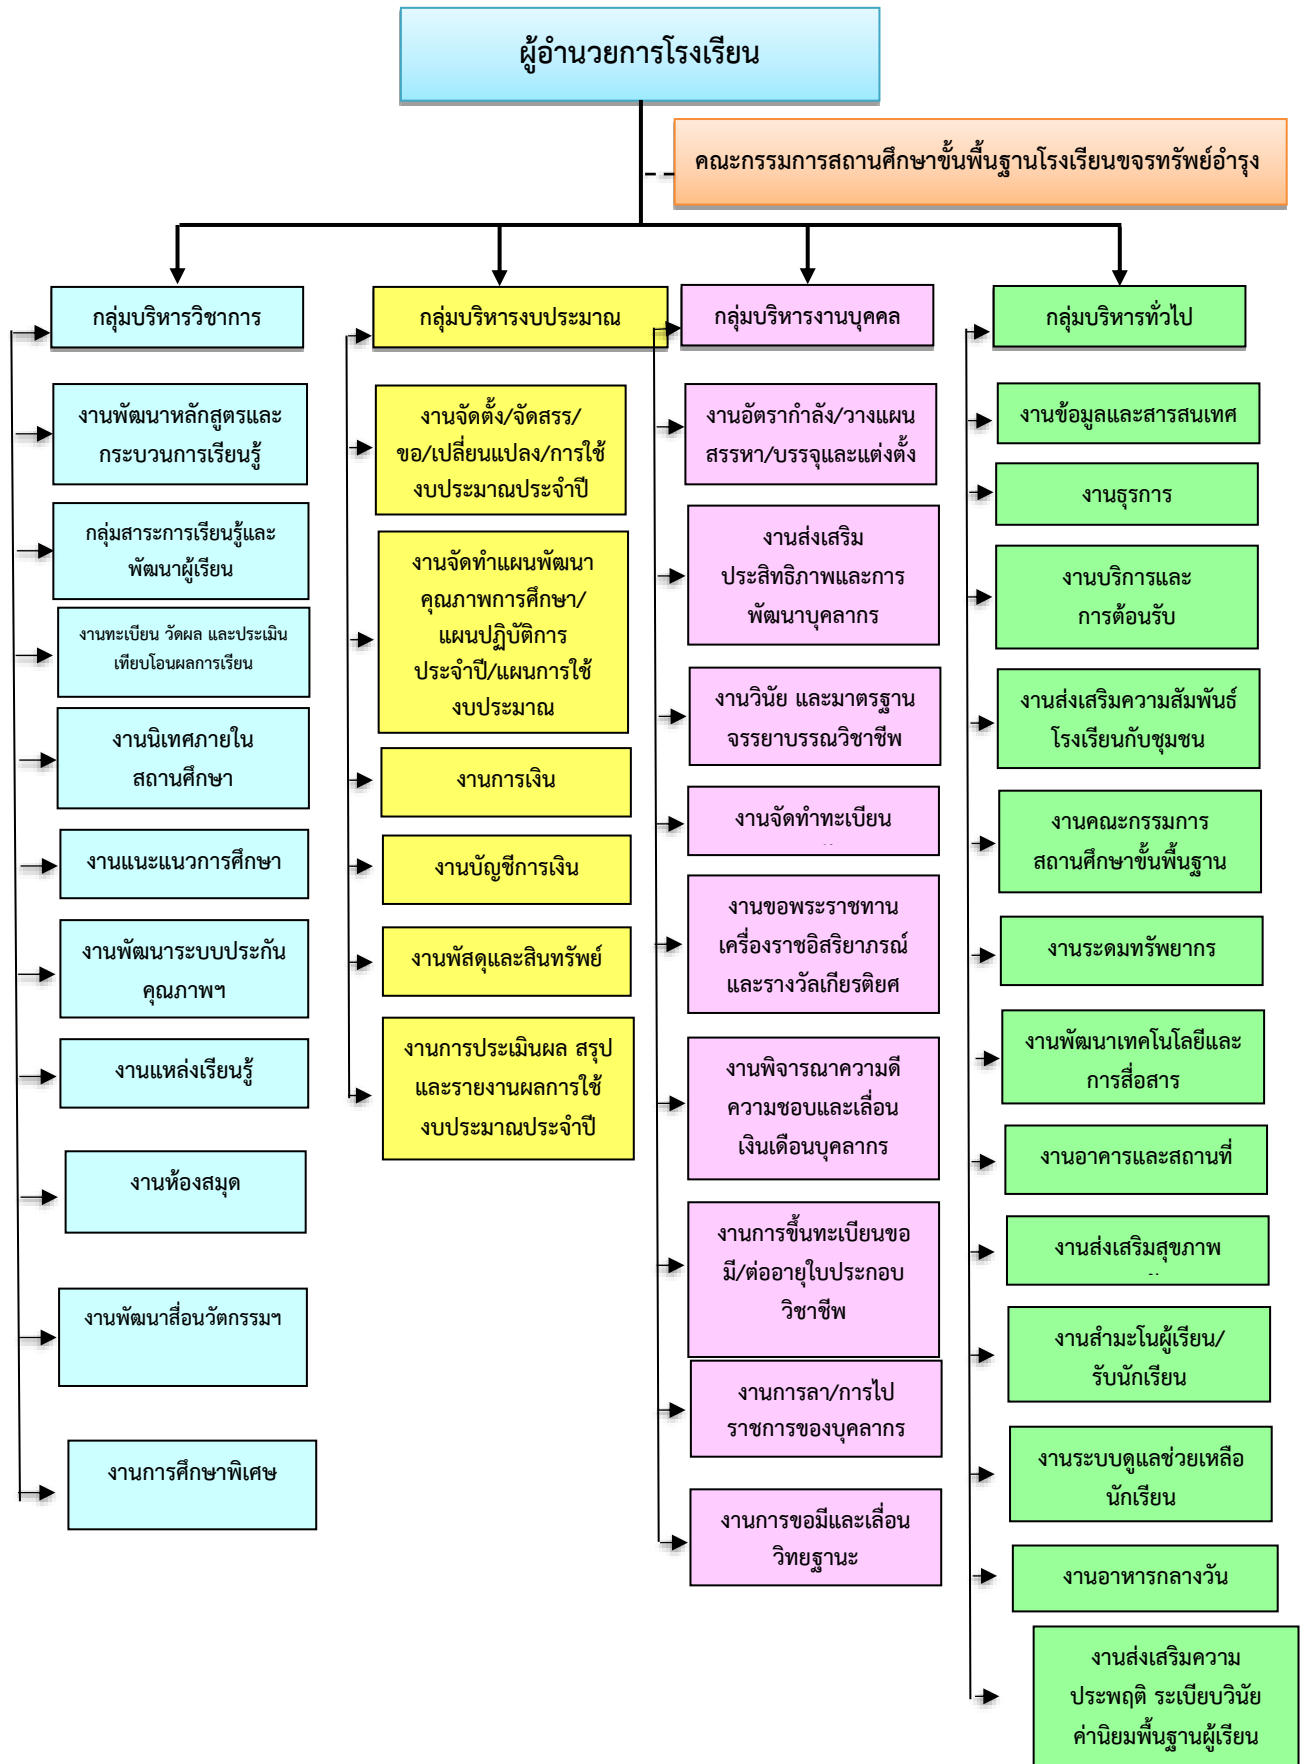 ผู้อำนวยการโรงเรียน
คณะกรรมการสถานศึกษาขั้นพื้นฐานโรงเรียนขจรทรัพย์อำรุง
กลุ่มบริหารวิชาการ
งานพัฒนาหลักสูตรและ
กระบวนการเรียนรู้
กลุ่มสาระการเรียนรู้และ
พัฒนาผู้เรียน
งานทะเบียน วัดผล และประเมิน
เทียบโอนผลการเรียน
งานนิเทศภายใน
สถานศึกษา
งานแนะแนวการศึกษา
งานพัฒนาระบบประกัน
คุณภาพฯ
งานแหล่งเรียนรู้
งานห้องสมุด
งานพัฒนาสื่อนวัตกรรมฯ
งานการศึกษาพิเศษ
กลุ่มบริหารงบประมาณ
งานจัดตั้ง/จัดสรร/
ขอ/เปลี่ยนแปลง/การใช้
งบประมาณประจำปี
งานจัดทำแผนพัฒนา
คุณภาพการศึกษา/
แผนปฏิบัติการ
ประจำปี/แผนการใช้
งบประมาณ
งานการเงิน
งานบัญชีการเงิน
งานพัสดุและสินทรัพย์
งานการประเมินผล สรุป
และรายงานผลการใช้
งบประมาณประจำปี
กลุ่มบริหารงานบุคคล
งานอัตรากำลัง/วางแผน
สรรหา/บรรจุและแต่งตั้ง
งานส่งเสริม
ประสิทธิภาพและการ
พัฒนาบุคลากร
งานวินัย และมาตรฐาน
จรรยาบรรณวิชาชีพ
งานจัดทำทะเบียน
งานขอพระราชทาน
เครื่องราชอิสริยาภรณ์
และรางวัลเกียรติยศ
งานพิจารณาความดี
ความชอบและเลื่อน
เงินเดือนบุคลากร
งานการขึ้นทะเบียนขอ
มี/ต่ออายุใบประกอบ
วิชาชีพ
งานการลา/การไป
ราชการของบุคลากร
งานการขอมีและเลื่อน
วิทยฐานะ
กลุ่มบริหารทั่วไป
งานข้อมูลและสารสนเทศ
งานธุรการ
งานบริการและ
การต้อนรับ
งานส่งเสริมความสัมพันธ์
โรงเรียนกับชุมชน
งานคณะกรรมการ
สถานศึกษาขั้นพื้นฐาน
งานระดมทรัพยากร
งานพัฒนาเทคโนโลยีและ
การสื่อสาร
งานอาคารและสถานที่
งานส่งเสริมสุขภาพ
งานสำมะโนผู้เรียน/
รับนักเรียน
งานระบบดูแลช่วยเหลือ
นักเรียน
งานอาหารกลางวัน
งานส่งเสริมความ
ประพฤติ ระเบียบวินัย
ค่านิยมพื้นฐานผู้เรียน